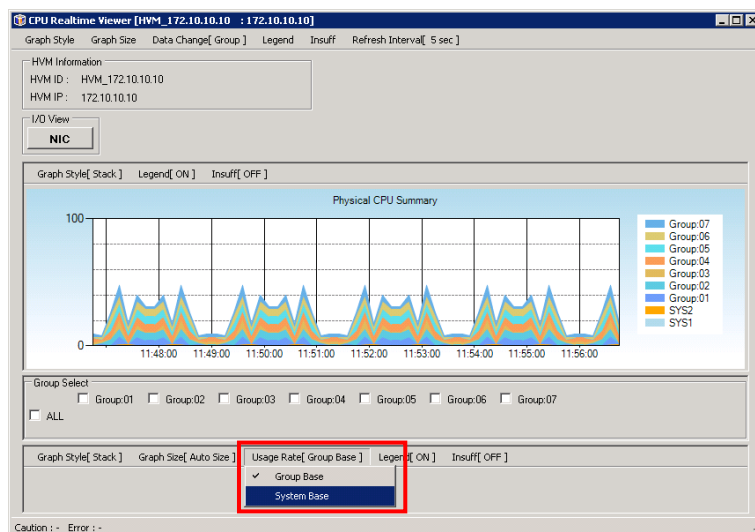 CPU Realtime Viewer [HVM_172.10.10.10 : 172.10.10.10]
Graph Style Graph Size Data Change[ Group ] Legend Insuff Refresh Interval[ 5 sec ]
HVM Information
HVM ID : HVM_172.10.10.10
HVM IP : 172.10.10.10
I/O View
NIC
Graph Style[ Stack ] Legend[ ON ] Insuff[ OFF ]
Physical CPU Summary
100
0
11:48:00 11:49:00 11:50:00 11:51:00 11:52:00 11:53:00 11:54:00 11:55:00 11:56:00
Group:07
Group:06
Group:05
Group:04
Group:03
Group:02
Group:01
SYS2
SYS1
Group Select
Group:01 Group:02 Group:03 Group:04 Group:05 Group:06 Group:07
ALL
Graph Style[ Stack ] Graph Size[ Auto Size ] Usage Rate[ Group Base ] Legend[ ON ] Insuff[ OFF ]
Group Base
System Base
Caution : - Error : -